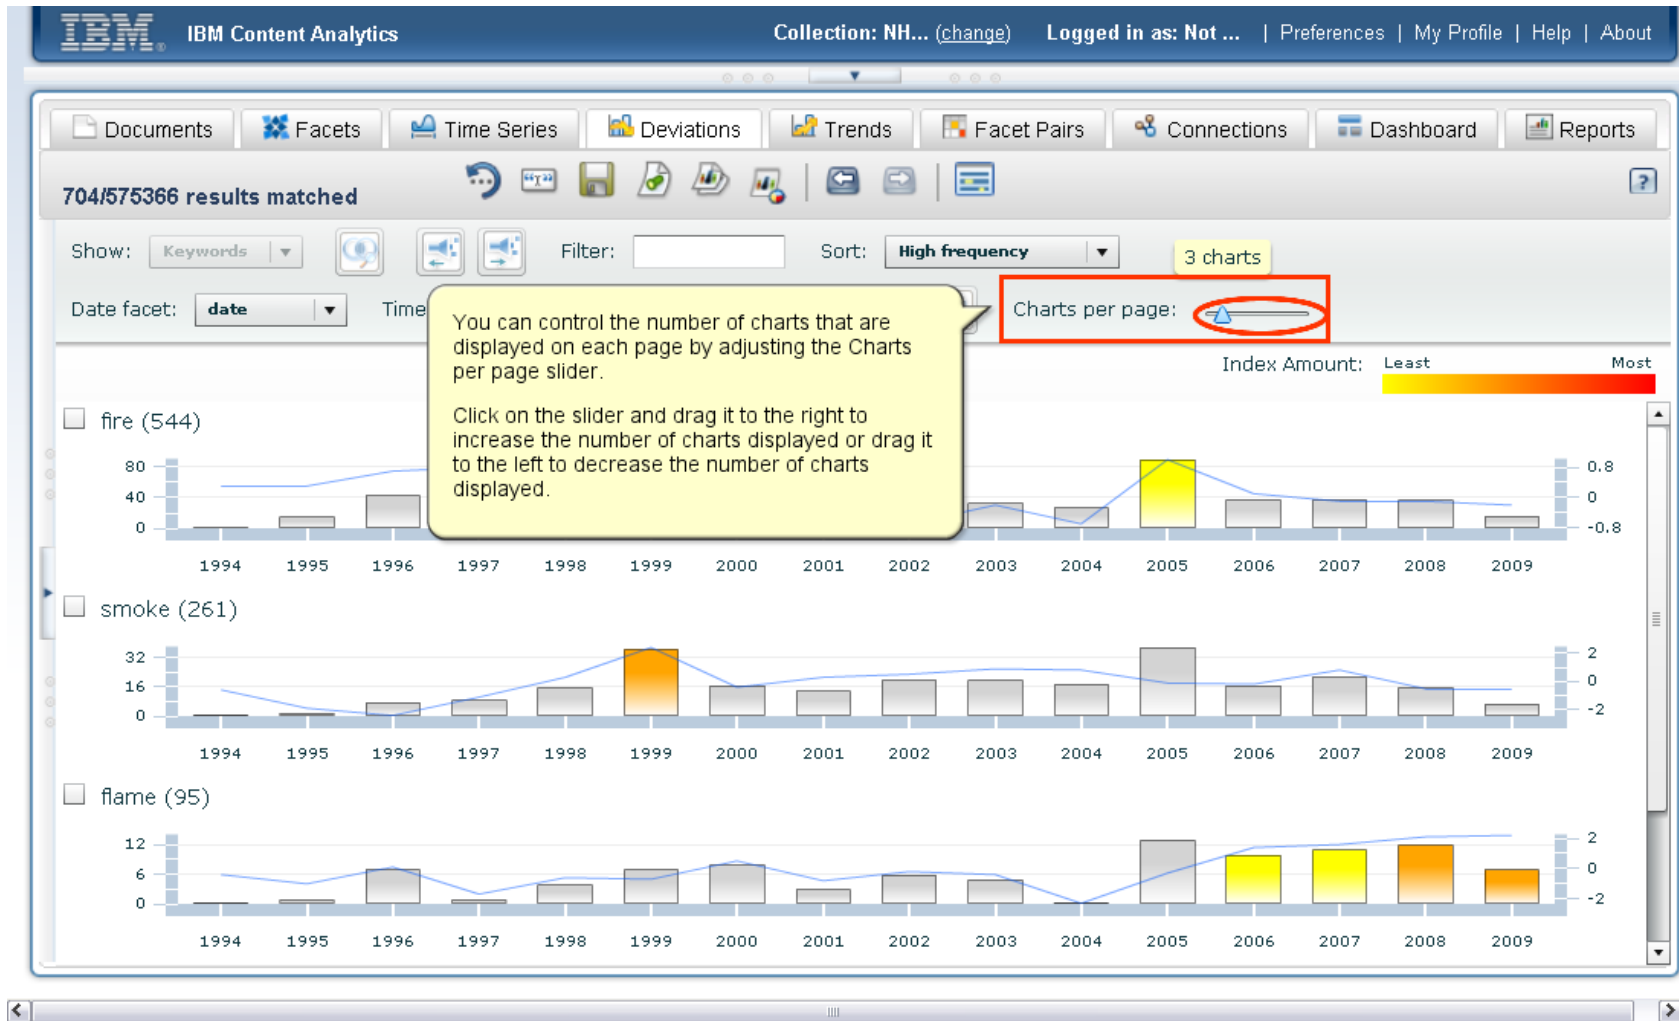 IBM IBM Content Analytics Collection: NH... (change) Logged in as: Not ... | Preferences | My Profile | Help | About
Documents Facets Time Series Deviations Trends Facet Pairs Connections Dashboard Reports
704/575366 results matched "I" ?
Show: Keywords Filter: Sort: High frequency 3 charts
Date facet: date Time Charts per page:
You can control the number of charts that are
displayed on each page by adjusting the Charts
per page slider.
Click on the slider and drag it to the right to
increase the number of charts displayed or drag it
to the left to decrease the number of charts
displayed.
Index Amount: Least Most
fire (544)
80 0.8
40 0
0 -0.8
1994 1995 1996 1997 1998 1999 2000 2001 2002 2003 2004 2005 2006 2007 2008 2009
smoke (261)
32 2
16 0
0 -2
1994 1995 1996 1997 1998 1999 2000 2001 2002 2003 2004 2005 2006 2007 2008 2009
flame (95)
12 2
6 0
0 -2
1994 1995 1996 1997 1998 1999 2000 2001 2002 2003 2004 2005 2006 2007 2008 2009